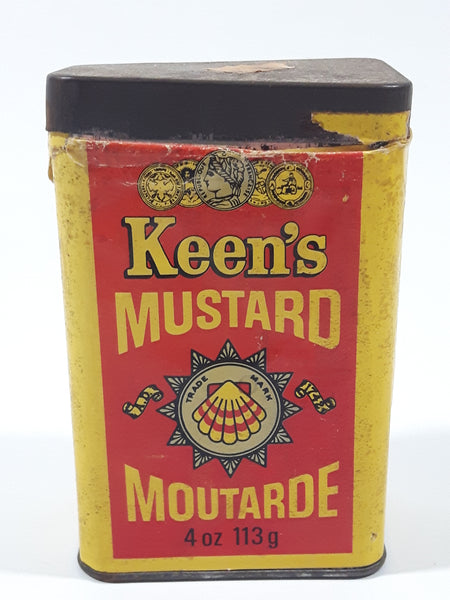 Keen's
MUSTARD
TRADE MARK
MOUTARDE
4 oz 113 g